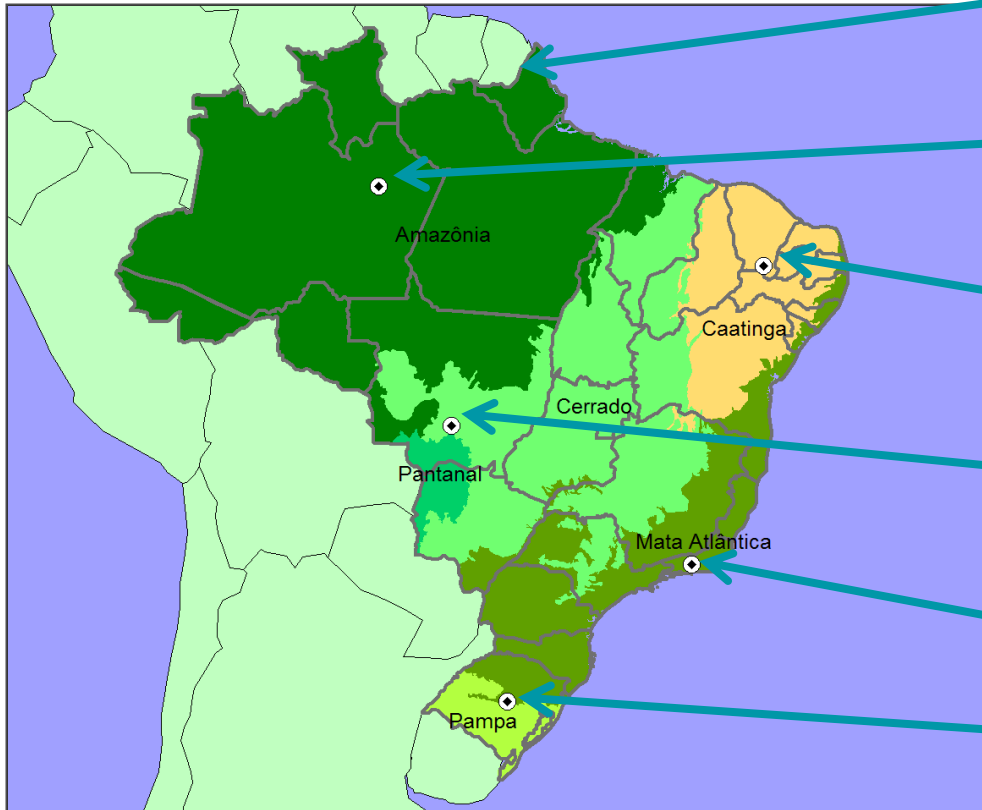 Amazônia
Caatinga
Cerrado
Pantanal
Mata Atlântica
Pampa